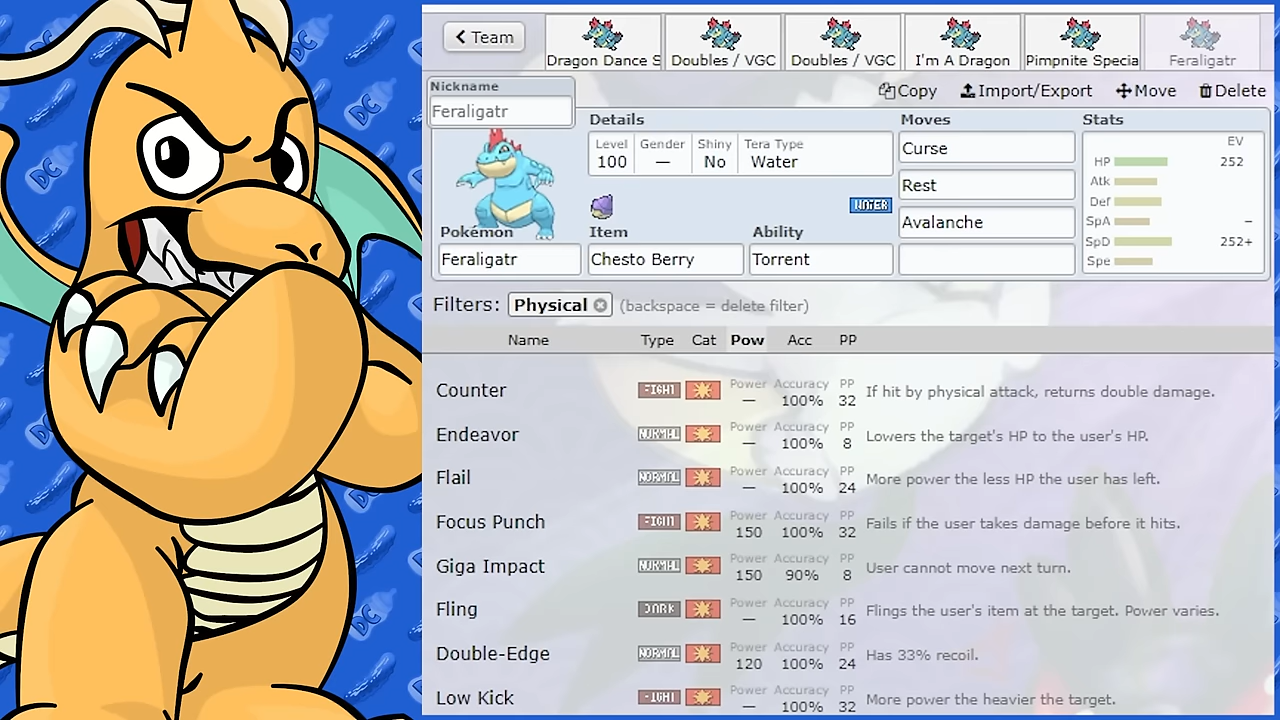 Team
Dragon Dance S
Doubles / VGC
Doubles / VGC
I'm A Dragon
Pimpnite Specia
Feraligatr
Nickname
Feraligatr
Copy
Import/Export
Move
Delete
Details
Moves
Stats
Level
Gender
Shiny
Tera Type
100
—
No
Water
Curse
Rest
Avalanche
EV
HP 252
Atk
Def
SpA –
SpD 252+
Spe
WATER
Pokémon
Item
Ability
Feraligatr
Chesto Berry
Torrent
Filters: Physical (backspace = delete filter)
Name Type Cat Pow Acc PP
Counter FIGHT Power — Accuracy 100% PP 32 If hit by physical attack, returns double damage.
Endeavor NORMAL Power — Accuracy 100% PP 8 Lowers the target's HP to the user's HP.
Flail NORMAL Power — Accuracy 100% PP 24 More power the less HP the user has left.
Focus Punch FIGHT Power 150 Accuracy 100% PP 32 Fails if the user takes damage before it hits.
Giga Impact NORMAL Power 150 Accuracy 90% PP 8 User cannot move next turn.
Fling DARK Power — Accuracy 100% PP 16 Flings the user's item at the target. Power varies.
Double-Edge NORMAL Power 120 Accuracy 100% PP 24 Has 33% recoil.
Low Kick FIGHT Power — Accuracy 100% PP 32 More power the heavier the target.
DC
DC
DC
DC
DC